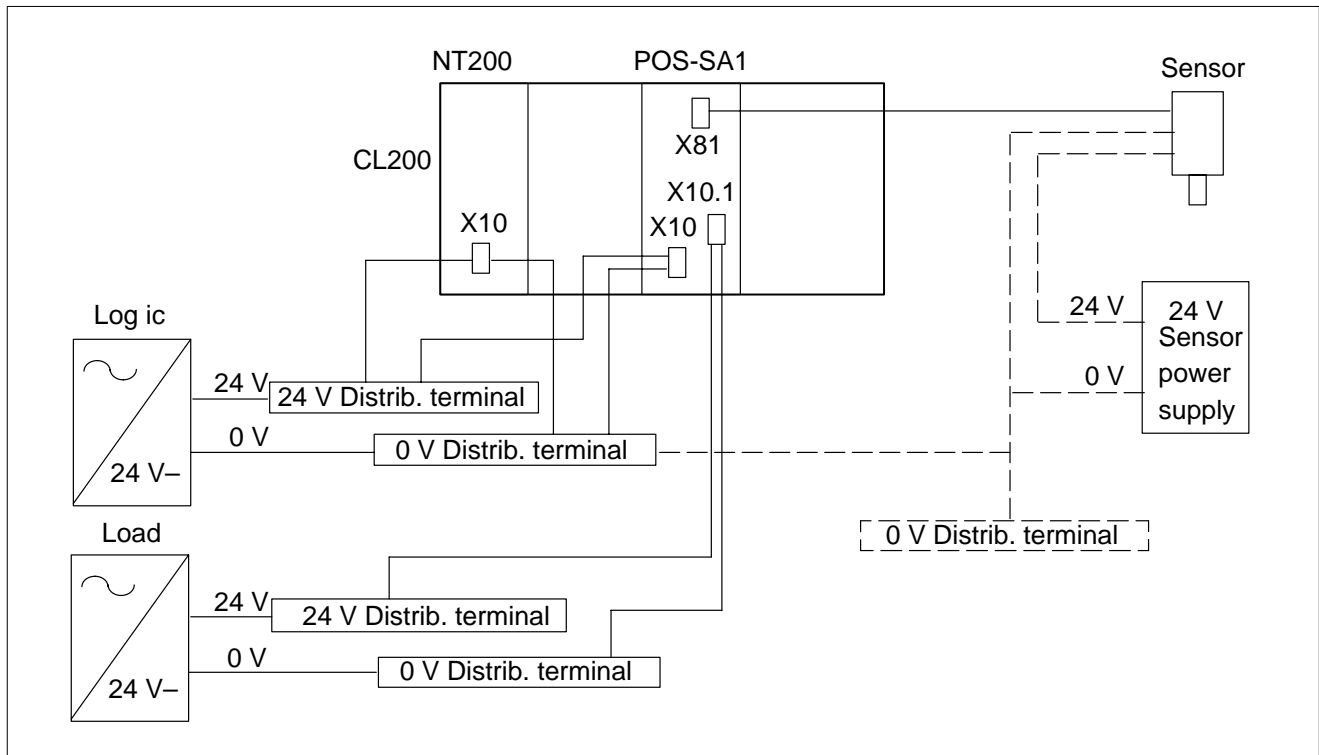 NT200
POS-SA1
Sensor
CL200
X81
X10.1
X10
X10
Log ic
24 V
24 V Distrib. terminal
0 V
0 V Distrib. terminal
24 V–
24 V
24 V
Sensor
0 V
power
supply
0 V Distrib. terminal
Load
24 V
24 V Distrib. terminal
0 V
0 V Distrib. terminal
24 V–